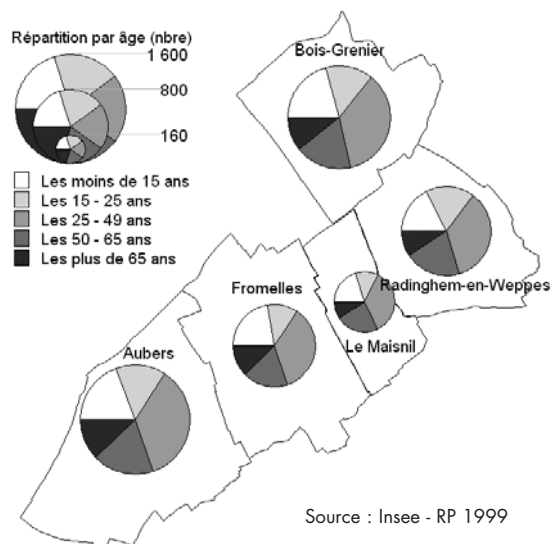 Répartition par âge (nbre)
1 600
800
160
Les moins de 15 ans
Les 15 - 25 ans
Les 25 - 49 ans
Les 50 - 65 ans
Les plus de 65 ans
Bois-Grenier
Radinghem-en-Weppes
Fromelles
Le Maisnil
Aubers
Source : Insee - RP 1999